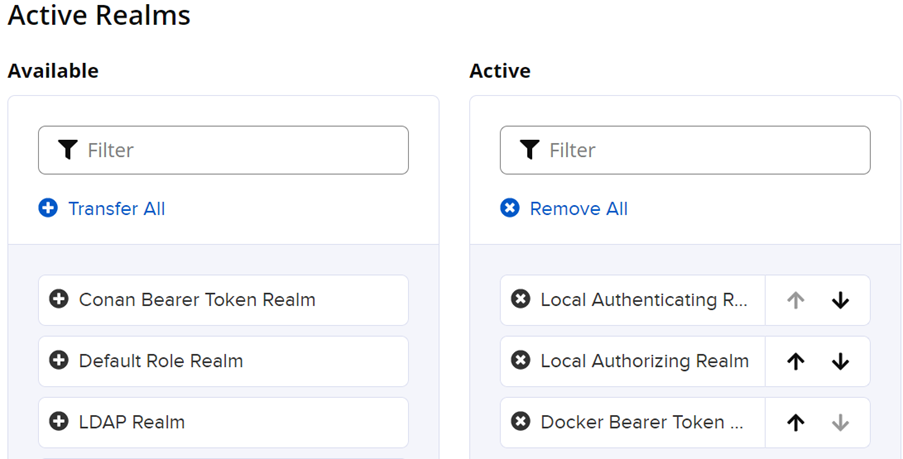 Active Realms
Available
Filter
Transfer All
Conan Bearer Token Realm
Default Role Realm
LDAP Realm
Active
Filter
Remove All
Local Authenticating R...
Local Authorizing Realm
Docker Bearer Token ...